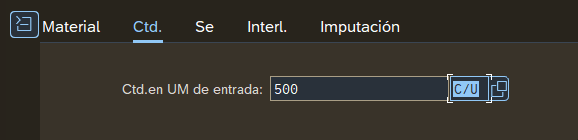 Material Ctd. Se Interl. Imputación
Ctd.en UM de entrada: 500 C/U